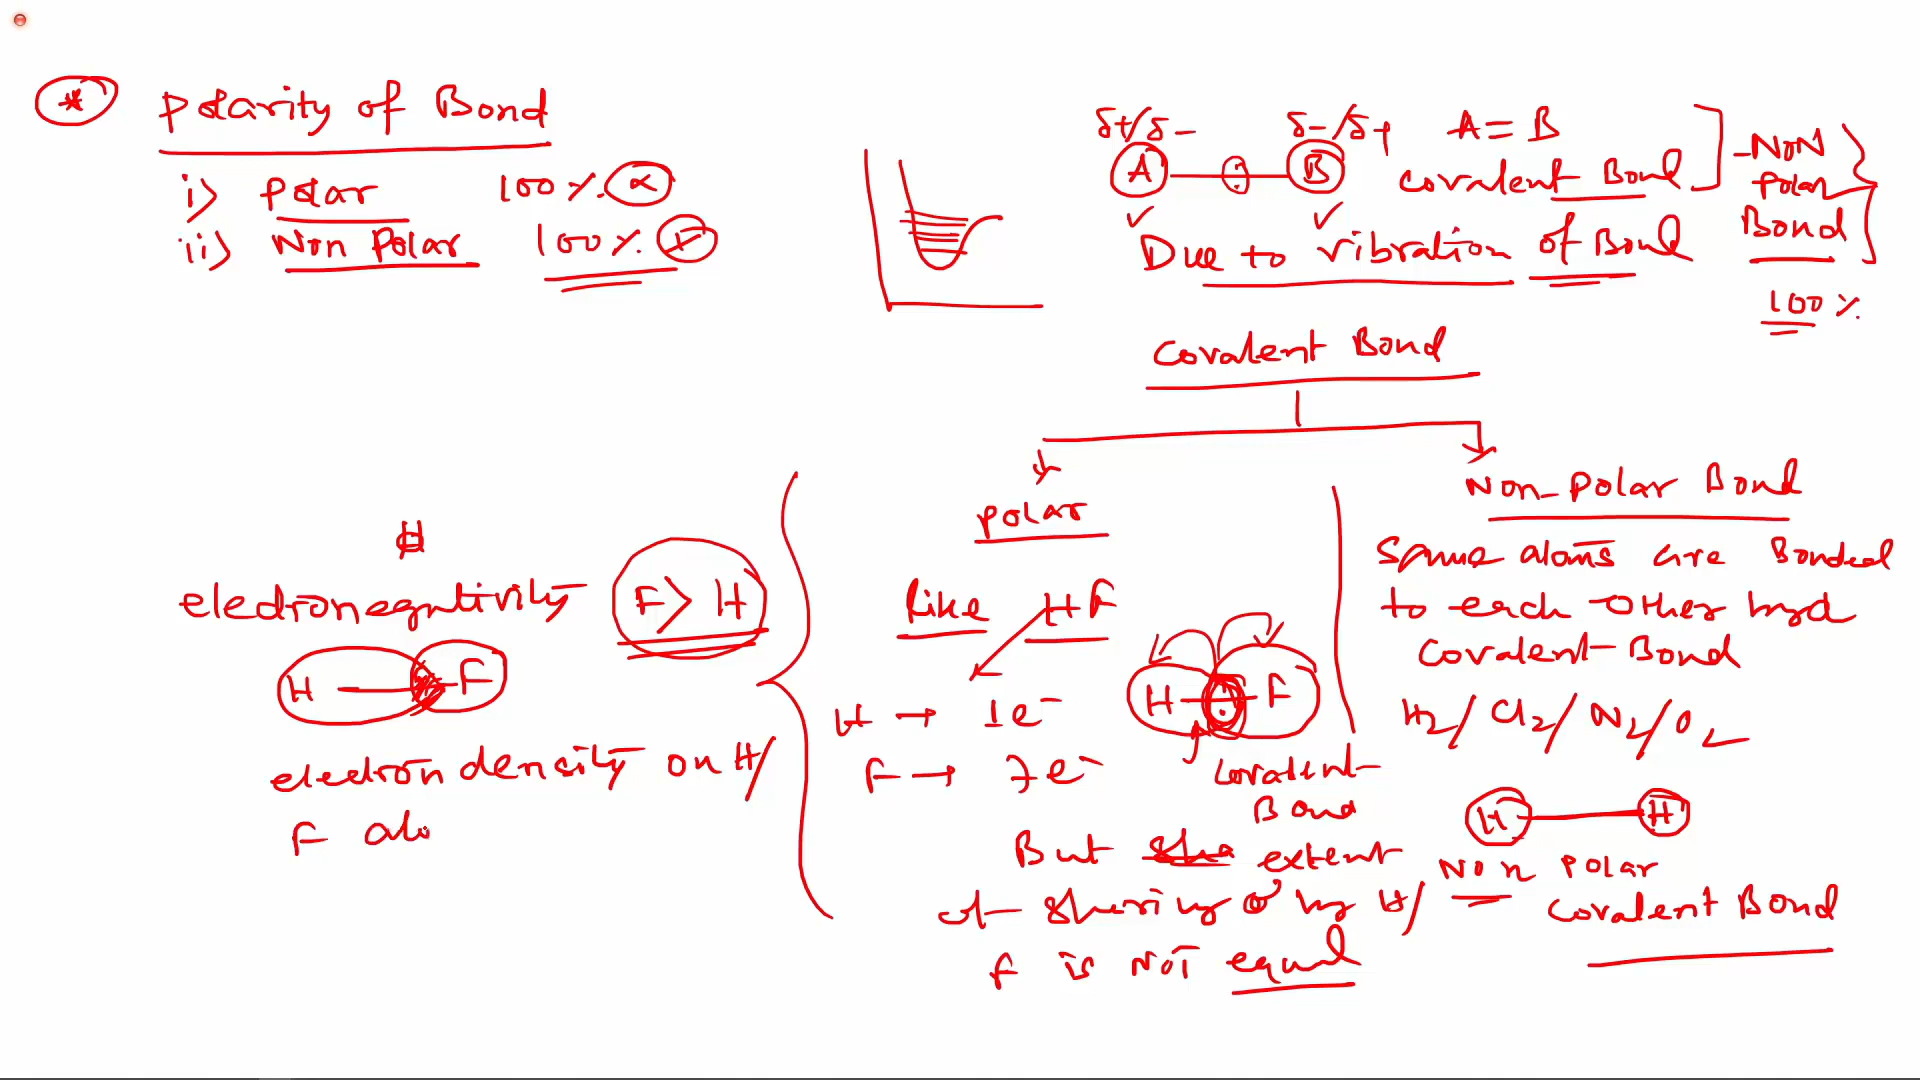 * Polarity of Bond
i) Polar 100%
ii) Non Polar 100%
δ+/δ- δ-/δ+ A = B
A : B Covalent Bond
- NON Polar Bond
Due to vibration of Bond
100%
Covalent Bond
Polar
Non-Polar Bond
Same atoms are Bonded
to each other by
Covalent Bond
H2/Cl2/N2/O2
H H
Non Polar
Covalent Bond
Like HF
H → 1e-
F → 7e-
H F
Covalent
Bond
But extent
of sharing by H/
F is NOT equal
electronegativity F > H
H F
electron density on H/
F